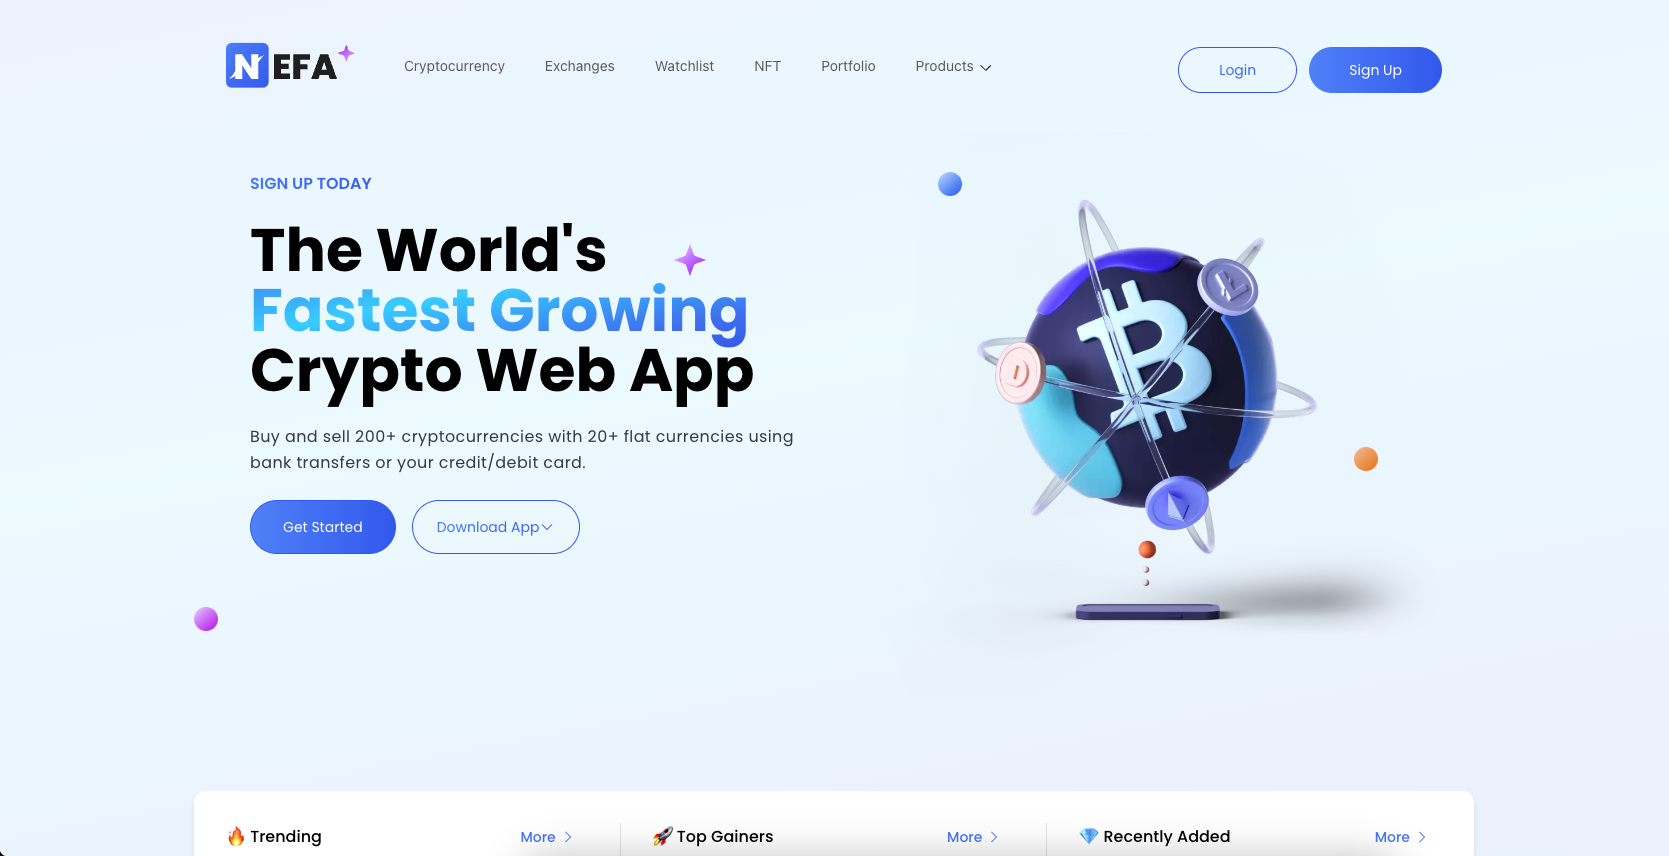 NEFA
Cryptocurrency
Exchanges
Watchlist
NFT
Portfolio
Products
Login
Sign Up
SIGN UP TODAY
The World's
Fastest Growing
Crypto Web App
Buy and sell 200+ cryptocurrencies with 20+ flat currencies using
bank transfers or your credit/debit card.
Get Started
Download App
🔥 Trending
More
🚀 Top Gainers
More
💎 Recently Added
More